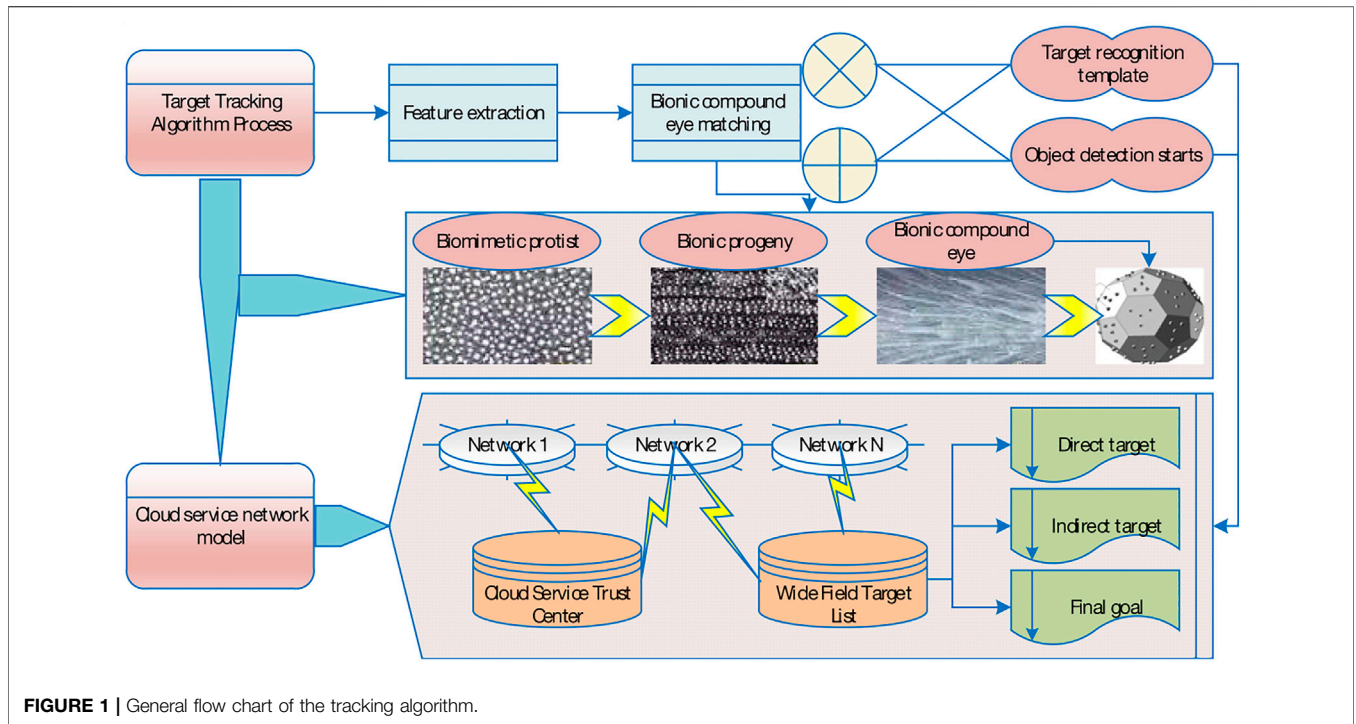 Target Tracking
Algorithm Process
Feature extraction
Bionic compound
eye matching
Target recognition
template
Object detection starts
Biomimetic protist
Bionic progeny
Bionic compound
eye
Cloud service network
model
Network 1
Network 2
Network N
Cloud Service Trust
Center
Wide Field Target
List
Direct target
Indirect target
Final goal
FIGURE 1 | General flow chart of the tracking algorithm.